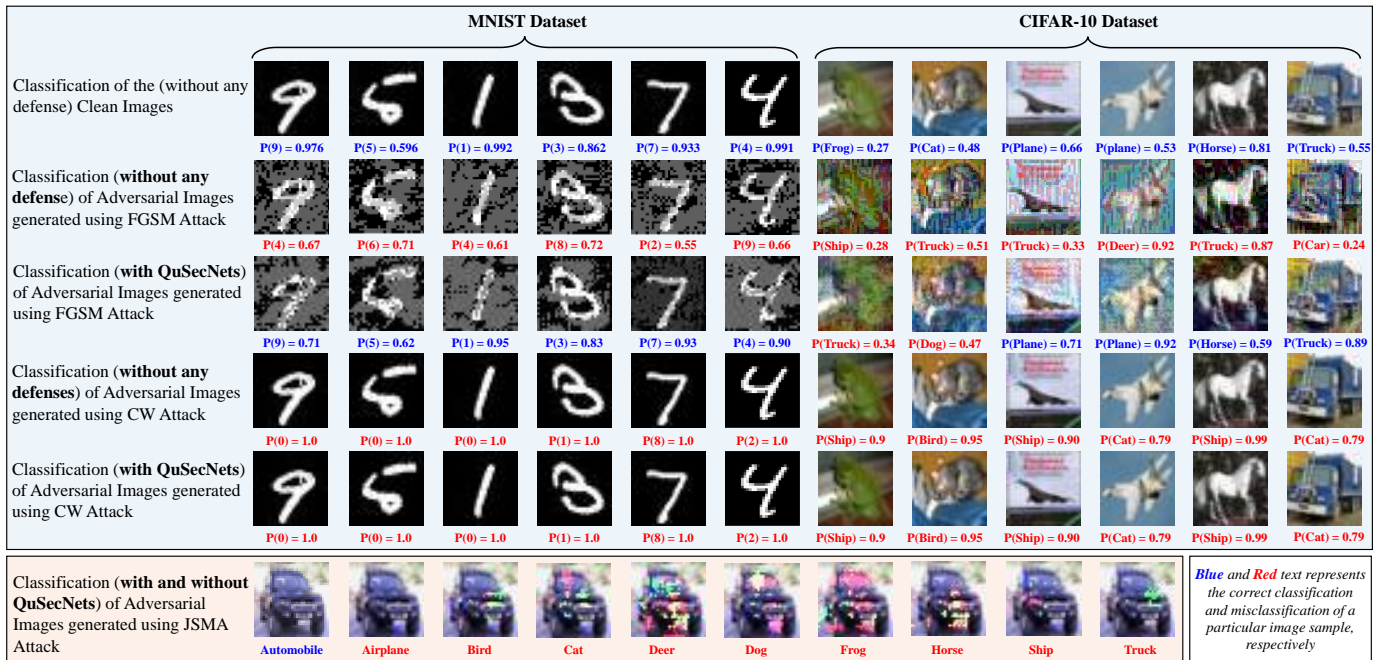 MNIST Dataset
CIFAR-10 Dataset
Classification of the (without any
defense) Clean Images
P(9) = 0.976 P(5) = 0.596 P(1) = 0.992 P(3) = 0.862 P(7) = 0.933 P(4) = 0.991 P(Frog) = 0.27 P(Cat) = 0.48 P(Plane) = 0.66 P(plane) = 0.53 P(Horse) = 0.81 P(Truck) = 0.55
Classification (without any
defense) of Adversarial Images
generated using FGSM Attack
P(4) = 0.67 P(6) = 0.71 P(4) = 0.61 P(8) = 0.72 P(2) = 0.55 P(9) = 0.66 P(Ship) = 0.28 P(Truck) = 0.51 P(Truck) = 0.33 P(Deer) = 0.92 P(Truck) = 0.87 P(Car) = 0.24
Classification (with QuSecNets)
of Adversarial Images generated
using FGSM Attack
P(9) = 0.71 P(5) = 0.62 P(1) = 0.95 P(3) = 0.83 P(7) = 0.93 P(4) = 0.90 P(Truck) = 0.34 P(Dog) = 0.47 P(Plane) = 0.71 P(Plane) = 0.92 P(Horse) = 0.59 P(Truck) = 0.89
Classification (without any
defenses) of Adversarial Images
generated using CW Attack
P(0) = 1.0 P(0) = 1.0 P(0) = 1.0 P(1) = 1.0 P(8) = 1.0 P(2) = 1.0 P(Ship) = 0.9 P(Bird) = 0.95 P(Ship) = 0.90 P(Cat) = 0.79 P(Ship) = 0.99 P(Cat) = 0.79
Classification (with QuSecNets)
of Adversarial Images generated
using CW Attack
P(0) = 1.0 P(0) = 1.0 P(0) = 1.0 P(1) = 1.0 P(8) = 1.0 P(2) = 1.0 P(Ship) = 0.9 P(Bird) = 0.95 P(Ship) = 0.90 P(Cat) = 0.79 P(Ship) = 0.99 P(Cat) = 0.79
Classification (with and without
QuSecNets) of Adversarial
Images generated using JSMA
Attack
Automobile Airplane Bird Cat Deer Dog Frog Horse Ship Truck
Blue and Red text represents
the correct classification
and misclassification of a
particular image sample,
respectively